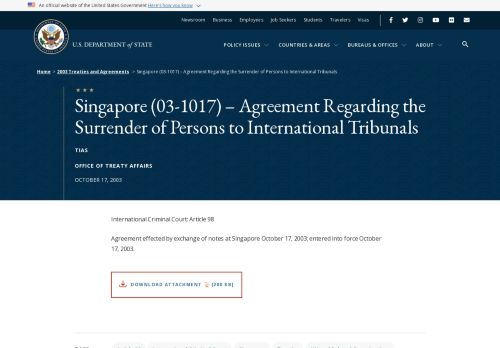 An official website of the United States Government Here's how you know
Newsroom Business Employees Job Seekers Students Travelers Visas
U.S. DEPARTMENT of STATE
POLICY ISSUES COUNTRIES & AREAS BUREAUS & OFFICES ABOUT
Home > 2003 Treaties and Agreements > Singapore (03-1017) – Agreement Regarding the Surrender of Persons to International Tribunals
Singapore (03-1017) – Agreement Regarding the
Surrender of Persons to International Tribunals
TIAS
OFFICE OF TREATY AFFAIRS
OCTOBER 17, 2003
International Criminal Court: Article 98
Agreement effected by exchange of notes at Singapore October 17, 2003; entered into force October
17, 2003.
DOWNLOAD ATTACHMENT [280 KB]